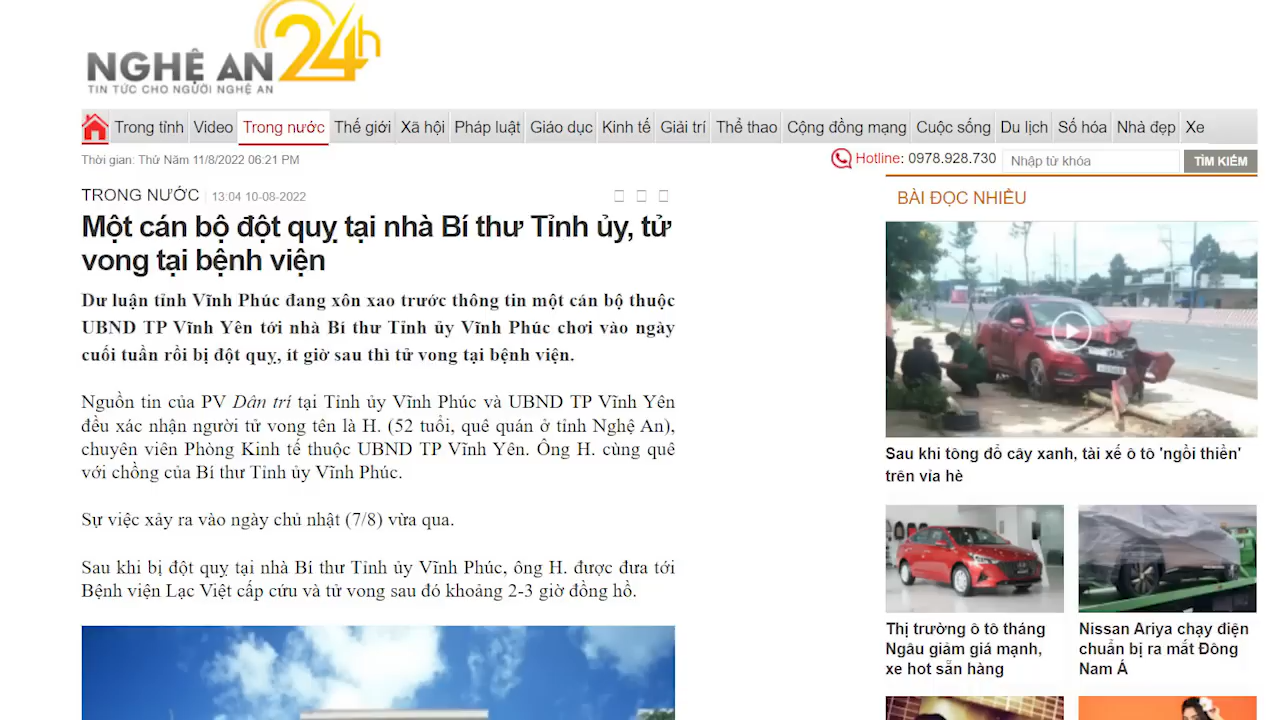 NGHỆ AN 24h
TIN TỨC CHO NGƯỜI NGHỆ AN
Trong tỉnh Video Trong nước Thế giới Xã hội Pháp luật Giáo dục Kinh tế Giải trí Thể thao Cộng đồng mạng Cuộc sống Du lịch Số hóa Nhà đẹp Xe
Thời gian: Thứ Năm 11/8/2022 06:21 PM
Hotline: 0978.928.730 Nhập từ khóa TÌM KIẾM
TRONG NƯỚC 13:04 10-08-2022
Một cán bộ đột quỵ tại nhà Bí thư Tỉnh ủy, tử
vong tại bệnh viện
Dư luận tỉnh Vĩnh Phúc đang xôn xao trước thông tin một cán bộ thuộc
UBND TP Vĩnh Yên tới nhà Bí thư Tỉnh ủy Vĩnh Phúc chơi vào ngày
cuối tuần rồi bị đột quỵ, ít giờ sau thì tử vong tại bệnh viện.
Nguồn tin của PV Dân trí tại Tỉnh ủy Vĩnh Phúc và UBND TP Vĩnh Yên
đều xác nhận người tử vong tên là H. (52 tuổi, quê quán ở tỉnh Nghệ An),
chuyên viên Phòng Kinh tế thuộc UBND TP Vĩnh Yên. Ông H. cùng quê
với chồng của Bí thư Tỉnh ủy Vĩnh Phúc.
Sự việc xảy ra vào ngày chủ nhật (7/8) vừa qua.
Sau khi bị đột quỵ tại nhà Bí thư Tỉnh ủy Vĩnh Phúc, ông H. được đưa tới
Bệnh viện Lạc Việt cấp cứu và tử vong sau đó khoảng 2-3 giờ đồng hồ.
BÀI ĐỌC NHIỀU
Sau khi tông đổ cây xanh, tài xế ô tô 'ngồi thiền'
trên vỉa hè
Thị trường ô tô tháng
Ngâu giảm giá mạnh,
xe hot sẵn hàng
Nissan Ariya chạy điện
chuẩn bị ra mắt Đông
Nam Á